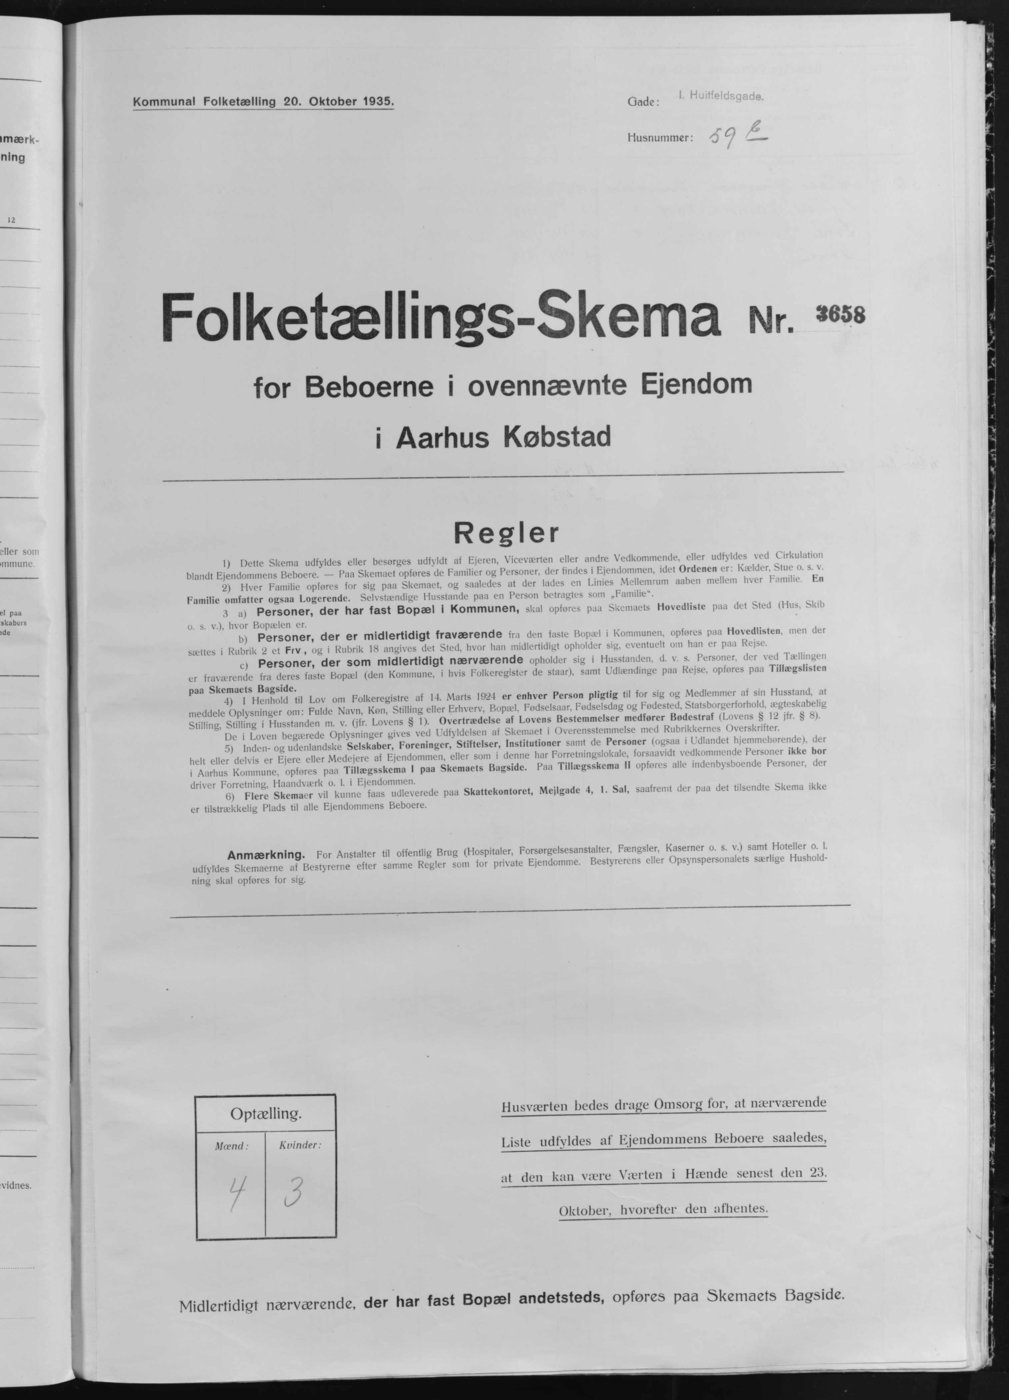 mærk-
ning
12
eller som
ommune.
el paa
skabers
ede
vidnes.
Kommunal Folketælling 20. Oktober 1935.
Gade: I. Huitfeldsgade.
Husnummer: 59
Folketællings-Skema Nr. 3658
for Beboerne i ovennævnte Ejendom
i Aarhus Købstad
Regler
1) Dette Skema udfyldes eller besørges udfyldt af Ejeren, Viceværten eller andre Vedkommende, eller udfyldes ved Cirkulation
blandt Ejendommens Beboere. — Paa Skemaet opføres de Familier og Personer, der findes i Ejendommen, idet Ordenen er: Kælder, Stue o. s. v.
2) Hver Familie opføres for sig paa Skemaet, og saaledes at der lades en Linies Mellemrum aaben mellem hver Familie. En
Familie omfatter ogsaa Logerende. Selvstændige Husstande paa en Person betragtes som „Familie“.
3 a) Personer, der har fast Bopæl i Kommunen, skal opføres paa Skemaets Hovedliste paa det Sted (Hus, Skib
o. s. v.), hvor Bopælen er.
b) Personer, der er midlertidigt fraværende fra den faste Bopæl i Kommunen, opføres paa Hovedlisten, men der
sættes i Rubrik 2 et Frv, og i Rubrik 18 angives det Sted, hvor han midlertidigt opholder sig, eventuelt om han er paa Rejse.
c) Personer, der som midlertidigt nærværende opholder sig i Husstanden, d. v. s. Personer, der ved Tællingen
er fraværende fra deres faste Bopæl (den Kommune, i hvis Folkeregister de staar), samt Udlændinge paa Rejse, opføres paa Tillægslisten
paa Skemaets Bagside.
4) I Henhold til Lov om Folkeregistre af 14. Marts 1924 er enhver Person pligtig til for sig og Medlemmer af sin Husstand, at
meddele Oplysninger om: Fulde Navn, Køn, Stilling eller Erhverv, Bopæl, Fødselsaar, Fødselsdag og Fødested, Statsborgerforhold, ægteskabelig
Stilling, Stilling i Husstanden m. v. (jfr. Lovens § 1). Overtrædelse af Lovens Bestemmelser medfører Bødestraf (Lovens § 12 jfr. § 8).
De i Loven begærede Oplysninger gives ved Udfyldelsen af Skemaet i Overensstemmelse med Rubrikkernes Overskrifter.
5) Inden- og udenlandske Selskaber, Foreninger, Stiftelser, Institutioner samt de Personer (ogsaa i Udlandet hjemmehørende), der
helt eller delvis er Ejere eller Medejere af Ejendommen, eller som i denne har Forretningslokale, forsaavidt vedkommende Personer ikke bor
i Aarhus Kommune, opføres paa Tillægsskema I paa Skemaets Bagside. Paa Tillægsskema II opføres alle indenbysboende Personer, der
driver Forretning, Haandværk o. l. i Ejendommen.
6) Flere Skemaer vil kunne faas udleverede paa Skattekontoret, Mejlgade 4, 1. Sal, saafremt der paa det tilsendte Skema ikke
er tilstrækkelig Plads til alle Ejendommens Beboere.
Anmærkning. For Anstalter til offentlig Brug (Hospitaler, Forsørgelsesanstalter, Fængsler, Kaserner o. s. v.) samt Hoteller o. l.
udfyldes Skemaerne af Bestyrerne efter samme Regler som for private Ejendomme. Bestyrerens eller Opsynspersonalets særlige Hushold-
ning skal opføres for sig.
Optælling.
Mænd: Kvinder:
4 3
Husværten bedes drage Omsorg for, at nærværende
Liste udfyldes af Ejendommens Beboere saaledes,
at den kan være Værten i Hænde senest den 23.
Oktober, hvorefter den afhentes.
Midlertidigt nærværende, der har fast Bopæl andetsteds, opføres paa Skemaets Bagside.